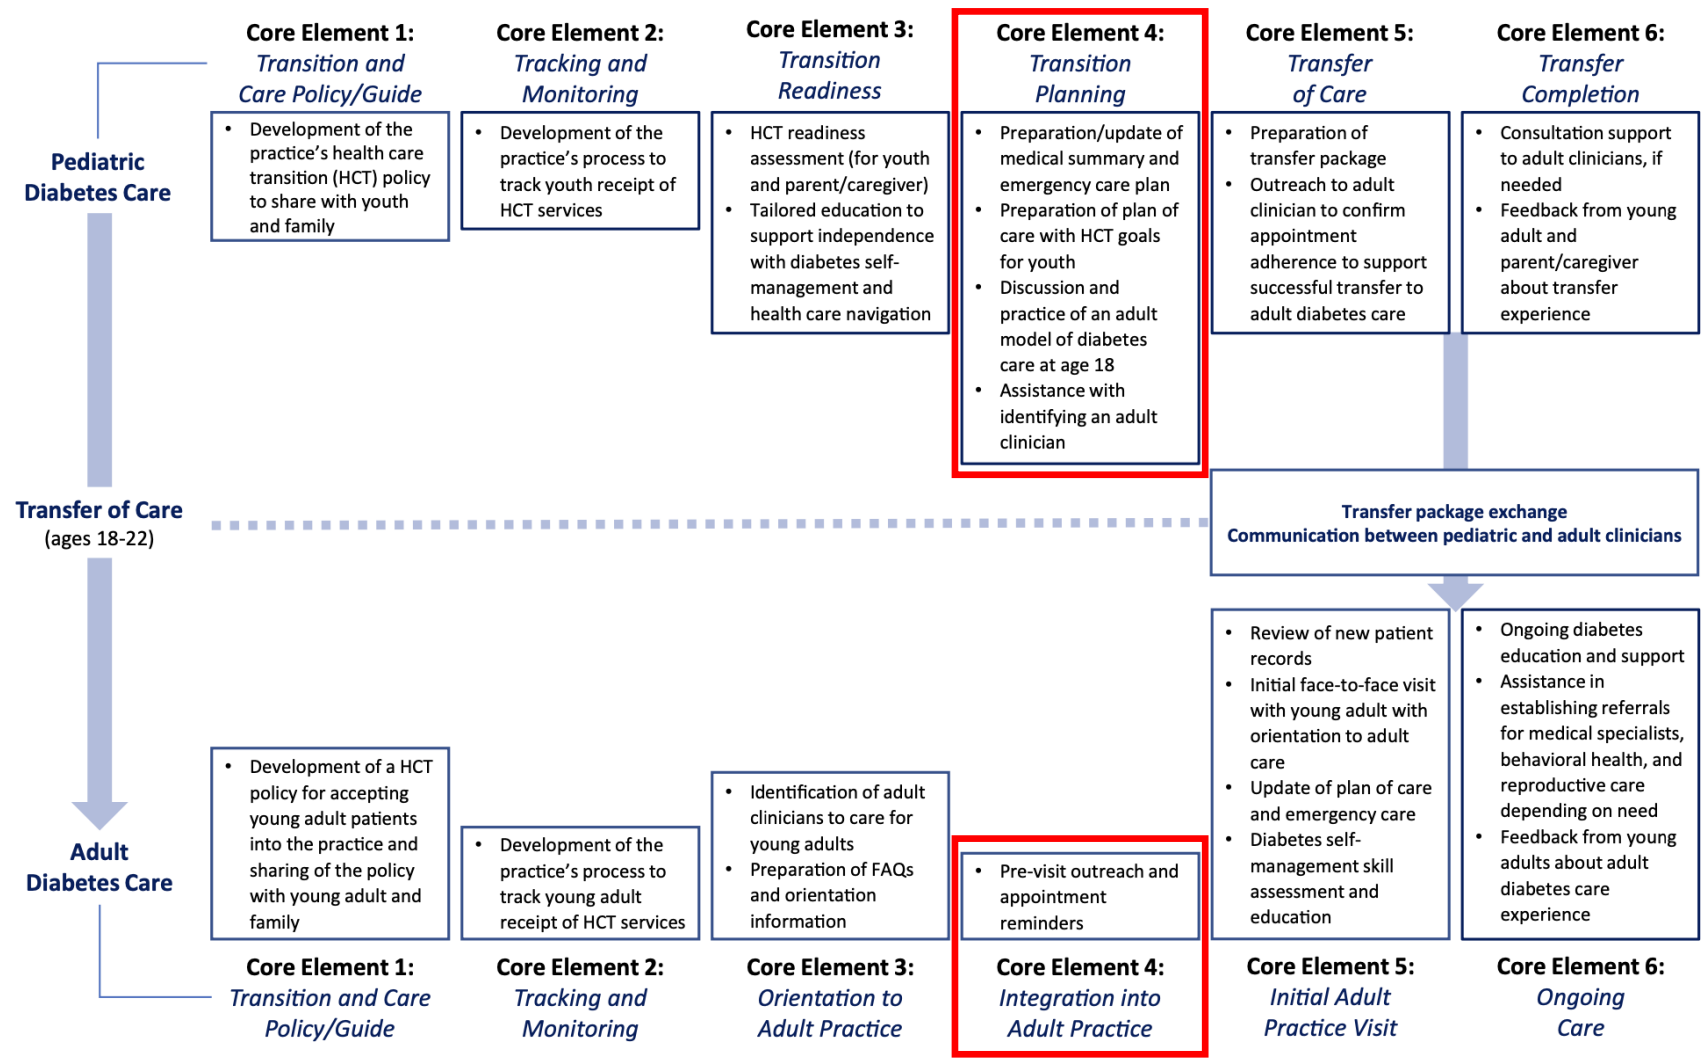 Core Element 1:
Transition and
Care Policy/Guide
Core Element 2:
Tracking and
Monitoring
Core Element 3:
Transition
Readiness
Core Element 4:
Transition
Planning
Core Element 5:
Transfer
of Care
Core Element 6:
Transfer
Completion
Pediatric
Diabetes Care
• Development of the
practice's health care
transition (HCT) policy
to share with youth
and family
• Development of the
practice's process to
track youth receipt of
HCT services
• HCT readiness
assessment (for youth
and parent/caregiver)
• Tailored education to
support independence
with diabetes self-
management and
health care navigation
• Preparation/update of
medical summary and
emergency care plan
• Preparation of plan of
care with HCT goals
for youth
• Discussion and
practice of an adult
model of diabetes
care at age 18
• Assistance with
identifying an adult
clinician
• Preparation of
transfer package
• Outreach to adult
clinician to confirm
appointment
adherence to support
successful transfer to
adult diabetes care
• Consultation support
to adult clinicians, if
needed
• Feedback from young
adult and
parent/caregiver
about transfer
experience
Transfer of Care
(ages 18-22)
Transfer package exchange
Communication between pediatric and adult clinicians
Adult
Diabetes Care
• Development of a HCT
policy for accepting
young adult patients
into the practice and
sharing of the policy
with young adult and
family
• Development of the
practice's process to
track young adult
receipt of HCT services
• Identification of adult
clinicians to care for
young adults
• Preparation of FAQs
and orientation
information
• Pre-visit outreach and
appointment
reminders
• Review of new patient
records
• Initial face-to-face visit
with young adult with
orientation to adult
care
• Update of plan of care
and emergency care
• Diabetes self-
management skill
assessment and
education
• Ongoing diabetes
education and support
• Assistance in
establishing referrals
for medical specialists,
behavioral health, and
reproductive care
depending on need
• Feedback from young
adults about adult
diabetes care
experience
Core Element 1:
Transition and Care
Policy/Guide
Core Element 2:
Tracking and
Monitoring
Core Element 3:
Orientation to
Adult Practice
Core Element 4:
Integration into
Adult Practice
Core Element 5:
Initial Adult
Practice Visit
Core Element 6:
Ongoing
Care